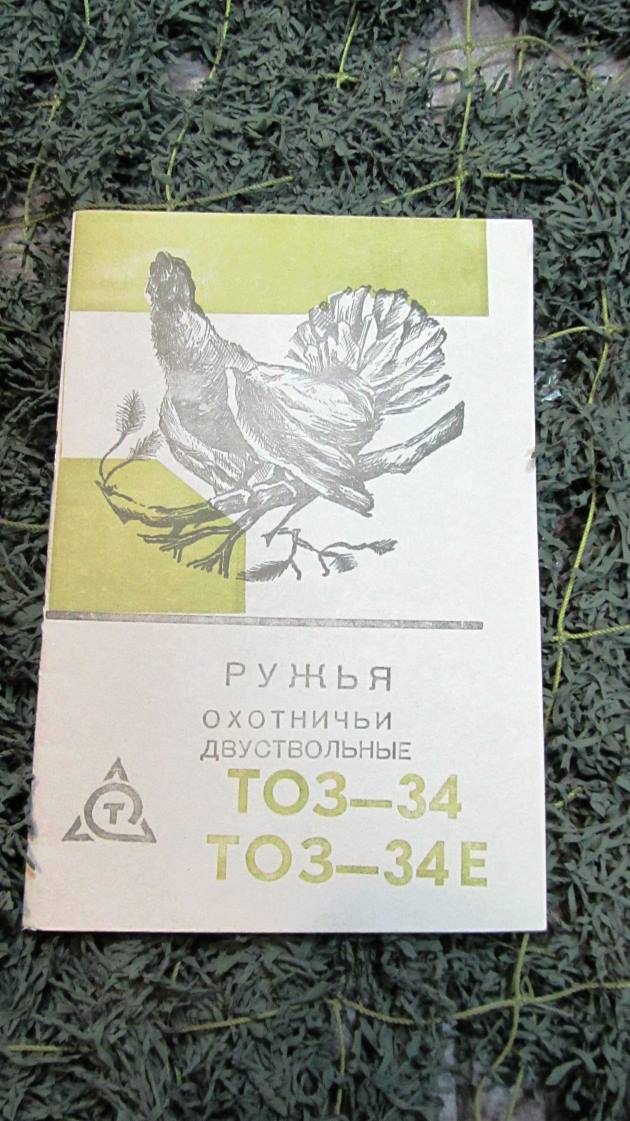 РУЖЬЯ
ОХОТНИЧЬИ
ДВУСТВОЛЬНЫЕ
ТОЗ—34
Т
ТОЗ—34Е